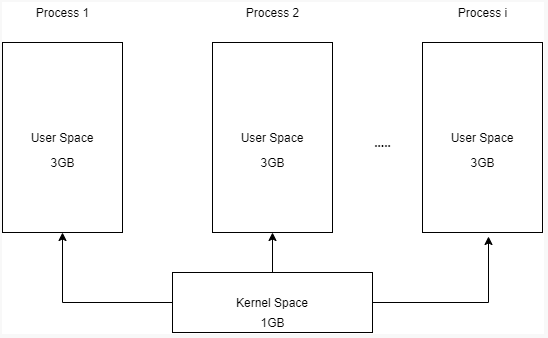 Process 1
Process 2
Process i
User Space
3GB
User Space
3GB
.....
User Space
3GB
Kernel Space
1GB